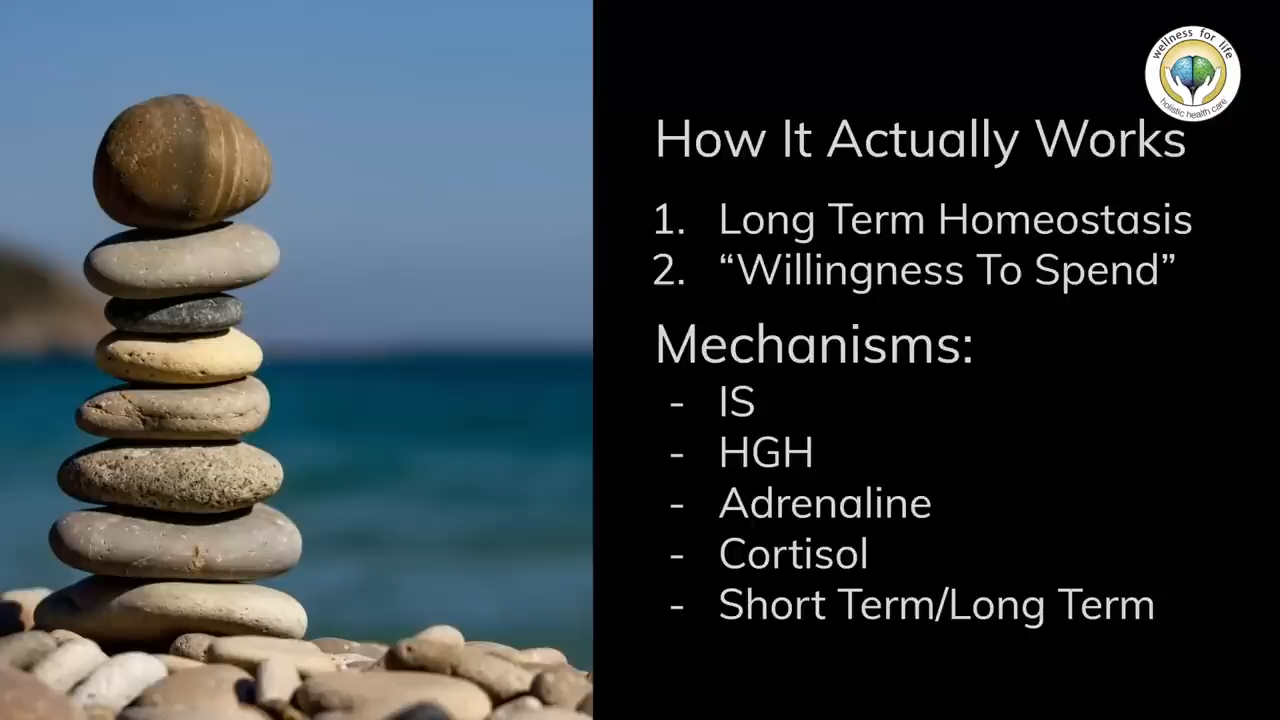 wellness for life
holistic health care
How It Actually Works
1. Long Term Homeostasis
2. “Willingness To Spend”
Mechanisms:
- IS
- HGH
- Adrenaline
- Cortisol
- Short Term/Long Term